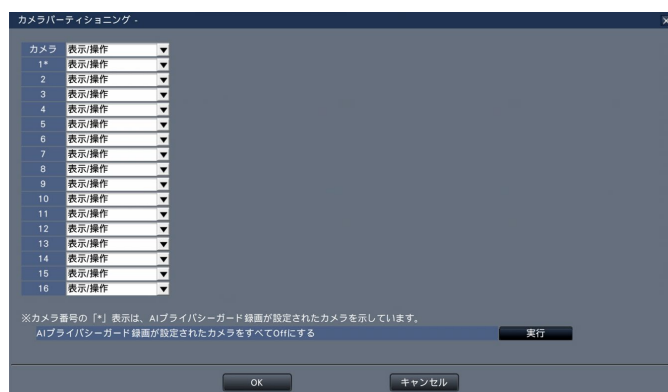 カメラパーティショニング -
カメラ 表示/操作
1* 表示/操作
2 表示/操作
3 表示/操作
4 表示/操作
5 表示/操作
6 表示/操作
7 表示/操作
8 表示/操作
9 表示/操作
10 表示/操作
11 表示/操作
12 表示/操作
13 表示/操作
14 表示/操作
15 表示/操作
16 表示/操作
※カメラ番号の「*」表示は、AIプライバシーガード録画が設定されたカメラを示しています。
AIプライバシーガード録画が設定されたカメラをすべてOffにする 実行
OK キャンセル